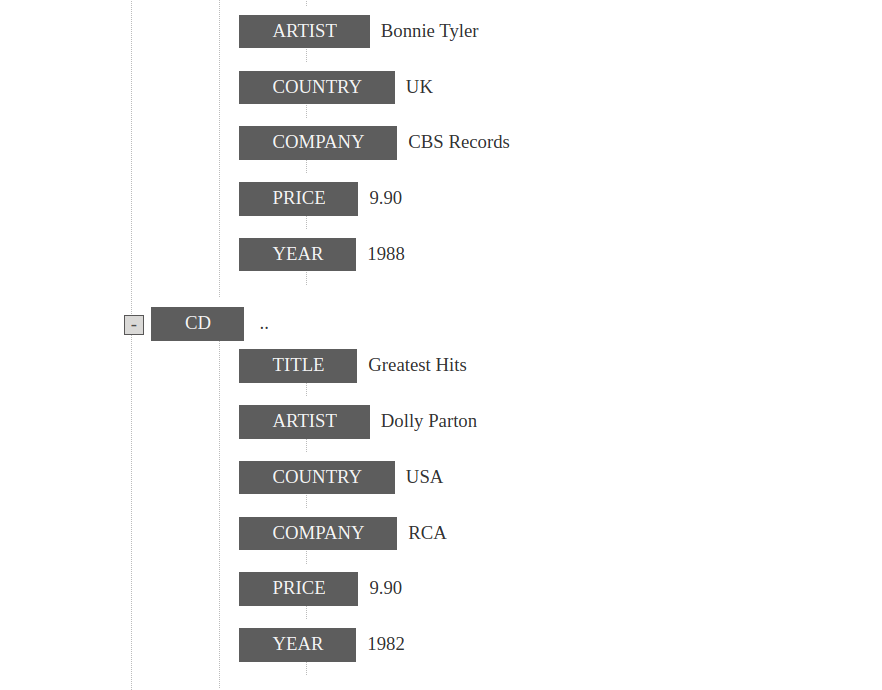 ARTIST Bonnie Tyler
COUNTRY UK
COMPANY CBS Records
PRICE 9.90
YEAR 1988
- CD ..
TITLE Greatest Hits
ARTIST Dolly Parton
COUNTRY USA
COMPANY RCA
PRICE 9.90
YEAR 1982